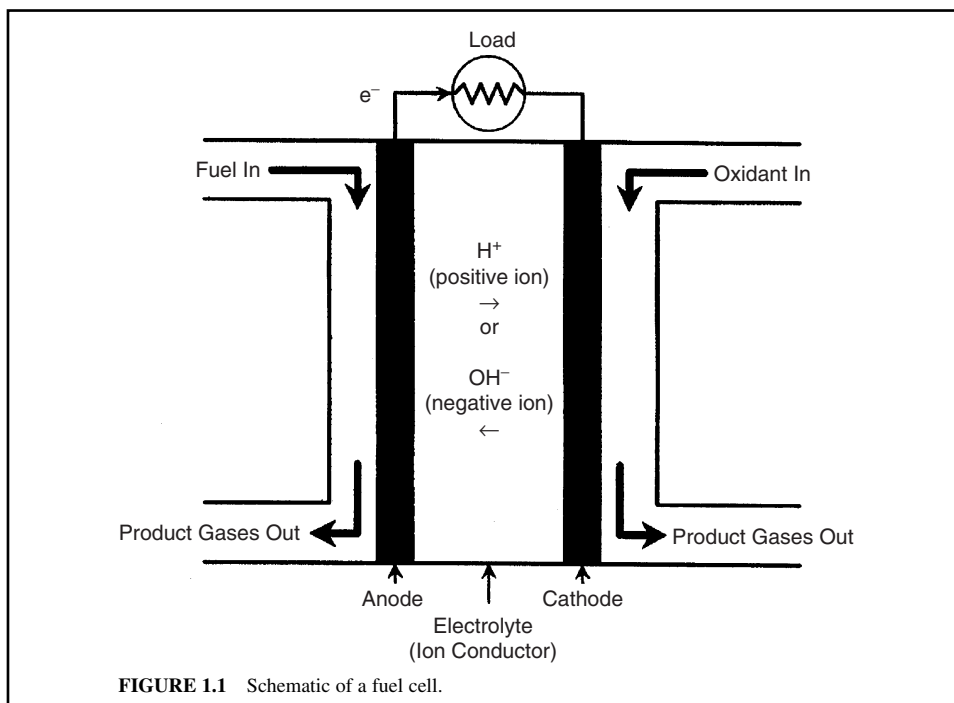 Load
e⁻
Fuel In
Oxidant In
H⁺
(positive ion)
→
or
OH⁻
(negative ion)
←
Product Gases Out
Product Gases Out
Anode
Cathode
Electrolyte
(Ion Conductor)
FIGURE 1.1 Schematic of a fuel cell.